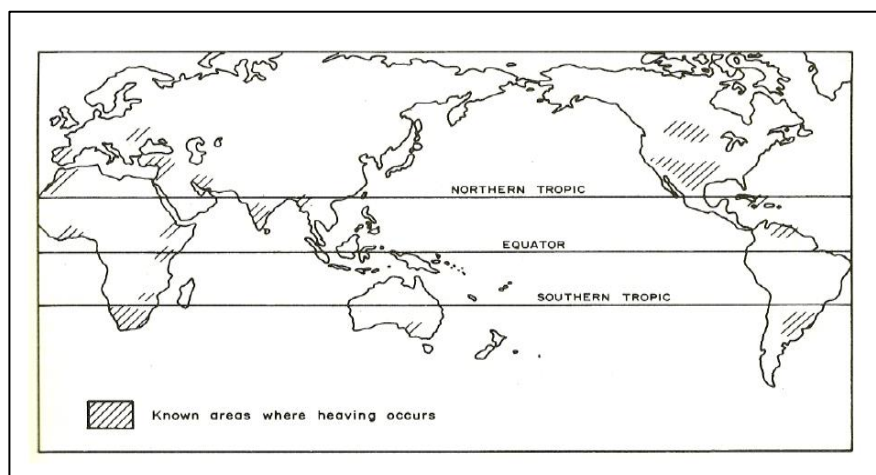 NORTHERN TROPIC
EQUATOR
SOUTHERN TROPIC
Known areas where heaving occurs